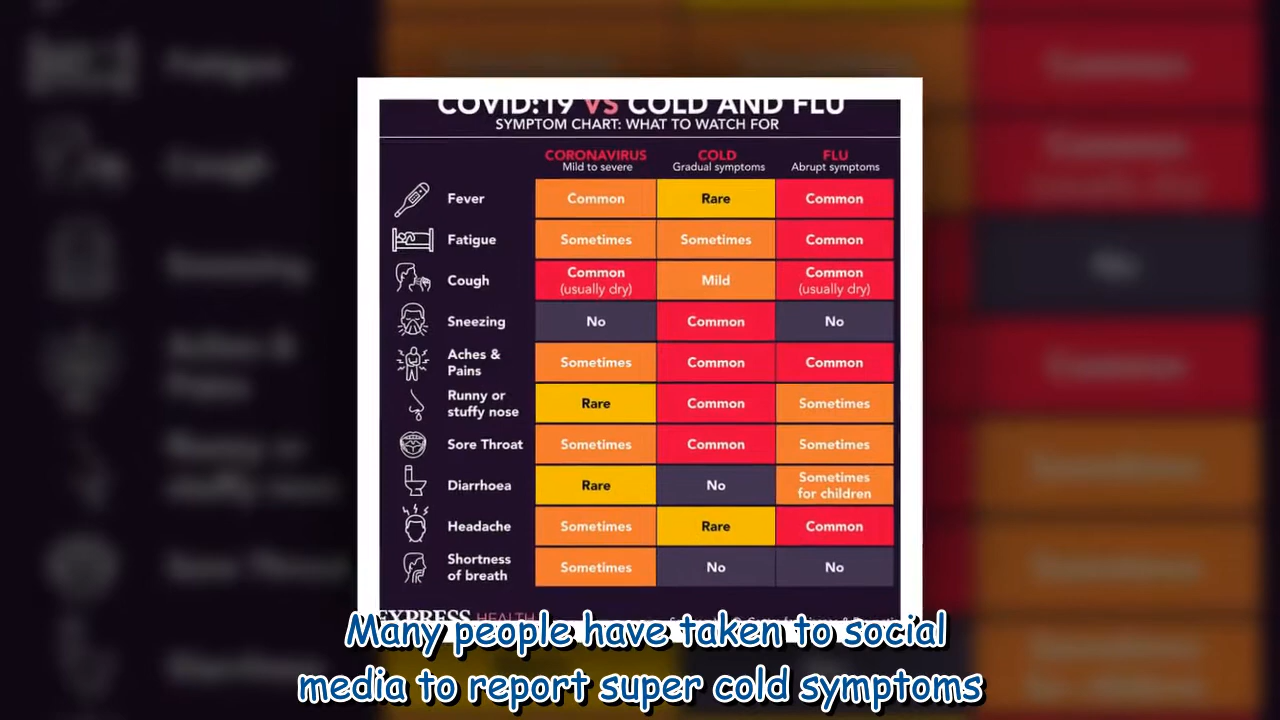 COVID:19 VS COLD AND FLU
SYMPTOM CHART: WHAT TO WATCH FOR
CORONAVIRUS COLD FLU
Mild to severe Gradual symptoms Abrupt symptoms
Fever Common Rare Common
Fatigue Sometimes Sometimes Common
Cough Common (usually dry) Mild Common (usually dry)
Sneezing No Common No
Aches & Pains Sometimes Common Common
Runny or stuffy nose Rare Common Sometimes
Sore Throat Sometimes Common Sometimes
Diarrhoea Rare No Sometimes for children
Headache Sometimes Rare Common
Shortness of breath Sometimes No No
EXPRESS HEALTH
Many people have taken to social
media to report super cold symptoms